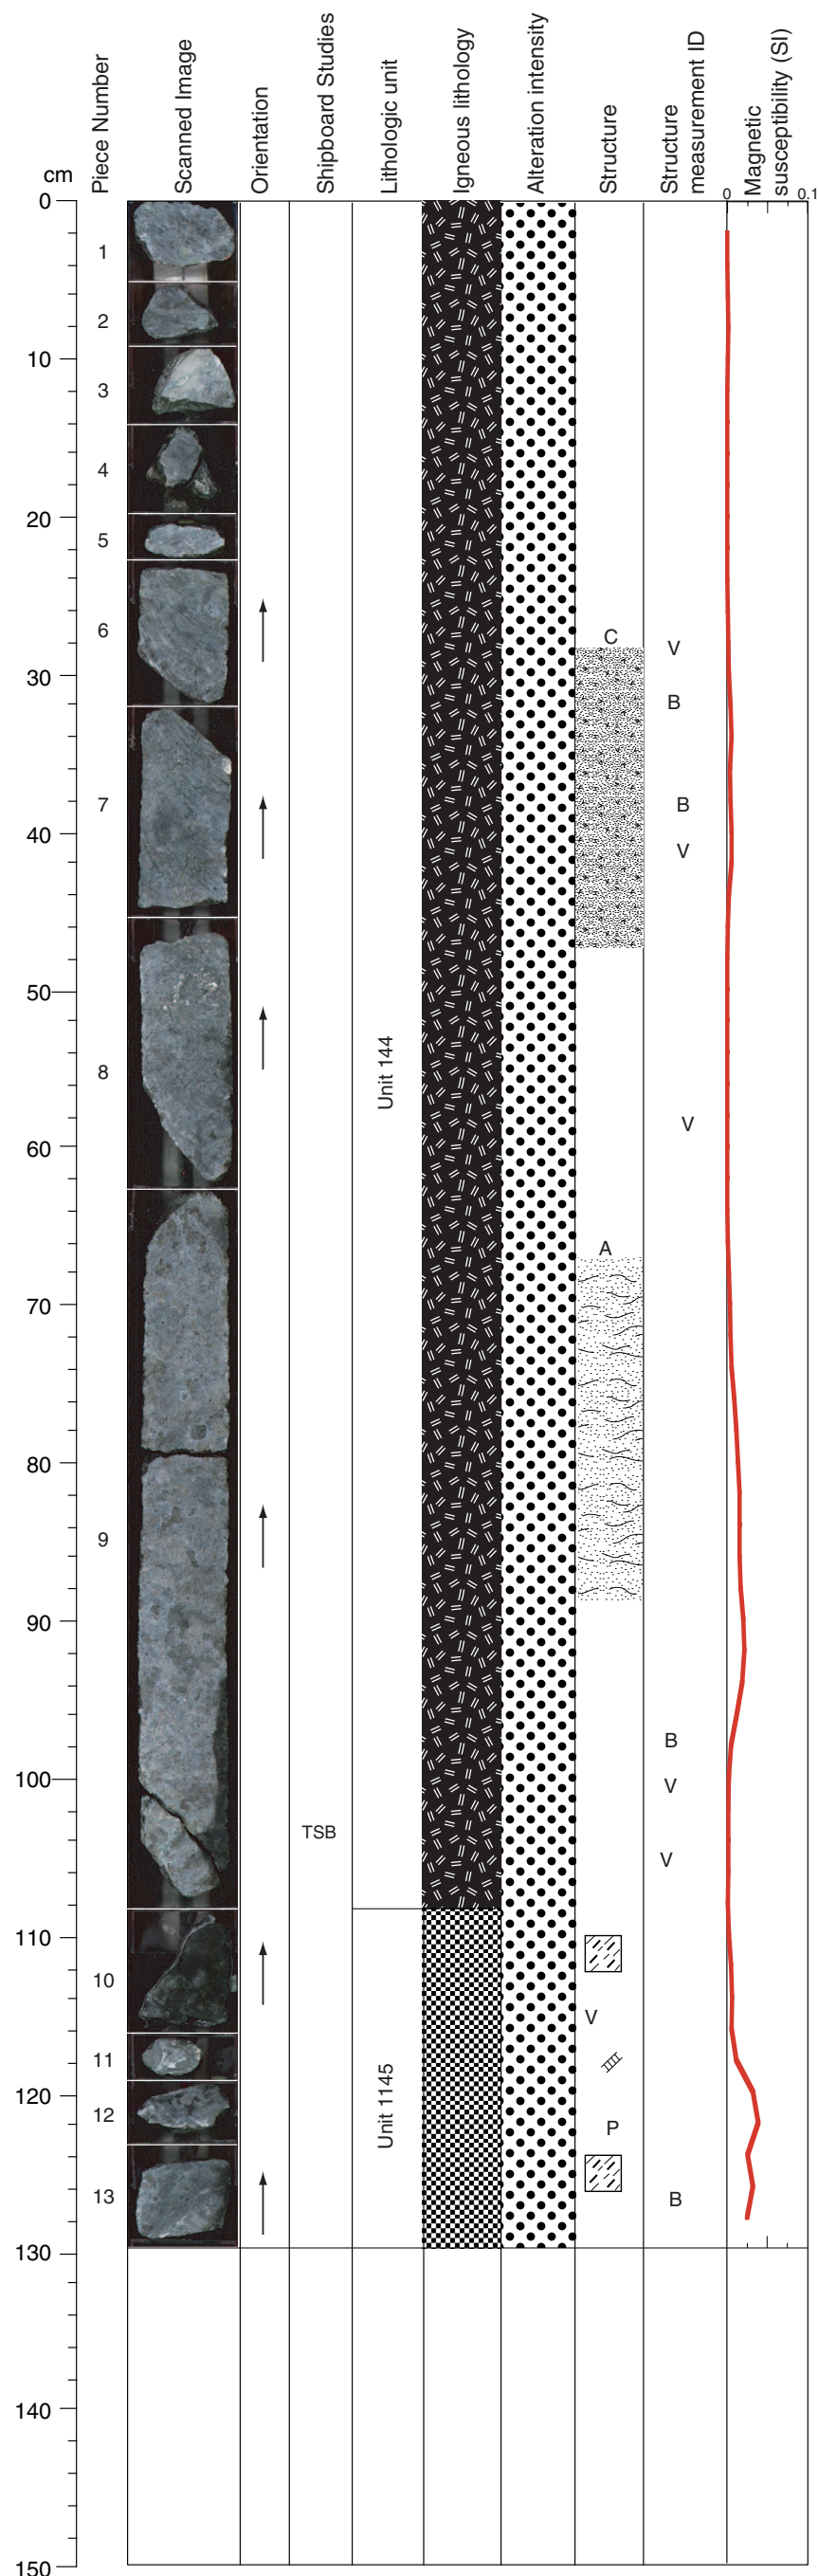 cm
Piece Number
Scanned Image
Orientation
Shipboard Studies
Lithologic unit
Igneous lithology
Alteration intensity
Structure
Structure
measurement ID
Magnetic
susceptibility (SI)
0
0.1
0
1
2
10
3
4
20
5
6
C
V
30
B
7
B
40
V
50
8
Unit 144
V
60
A
70
80
9
90
B
100
V
TSB
V
110
10
V
11
120
Unit 1145
12
P
13
B
130
140
150